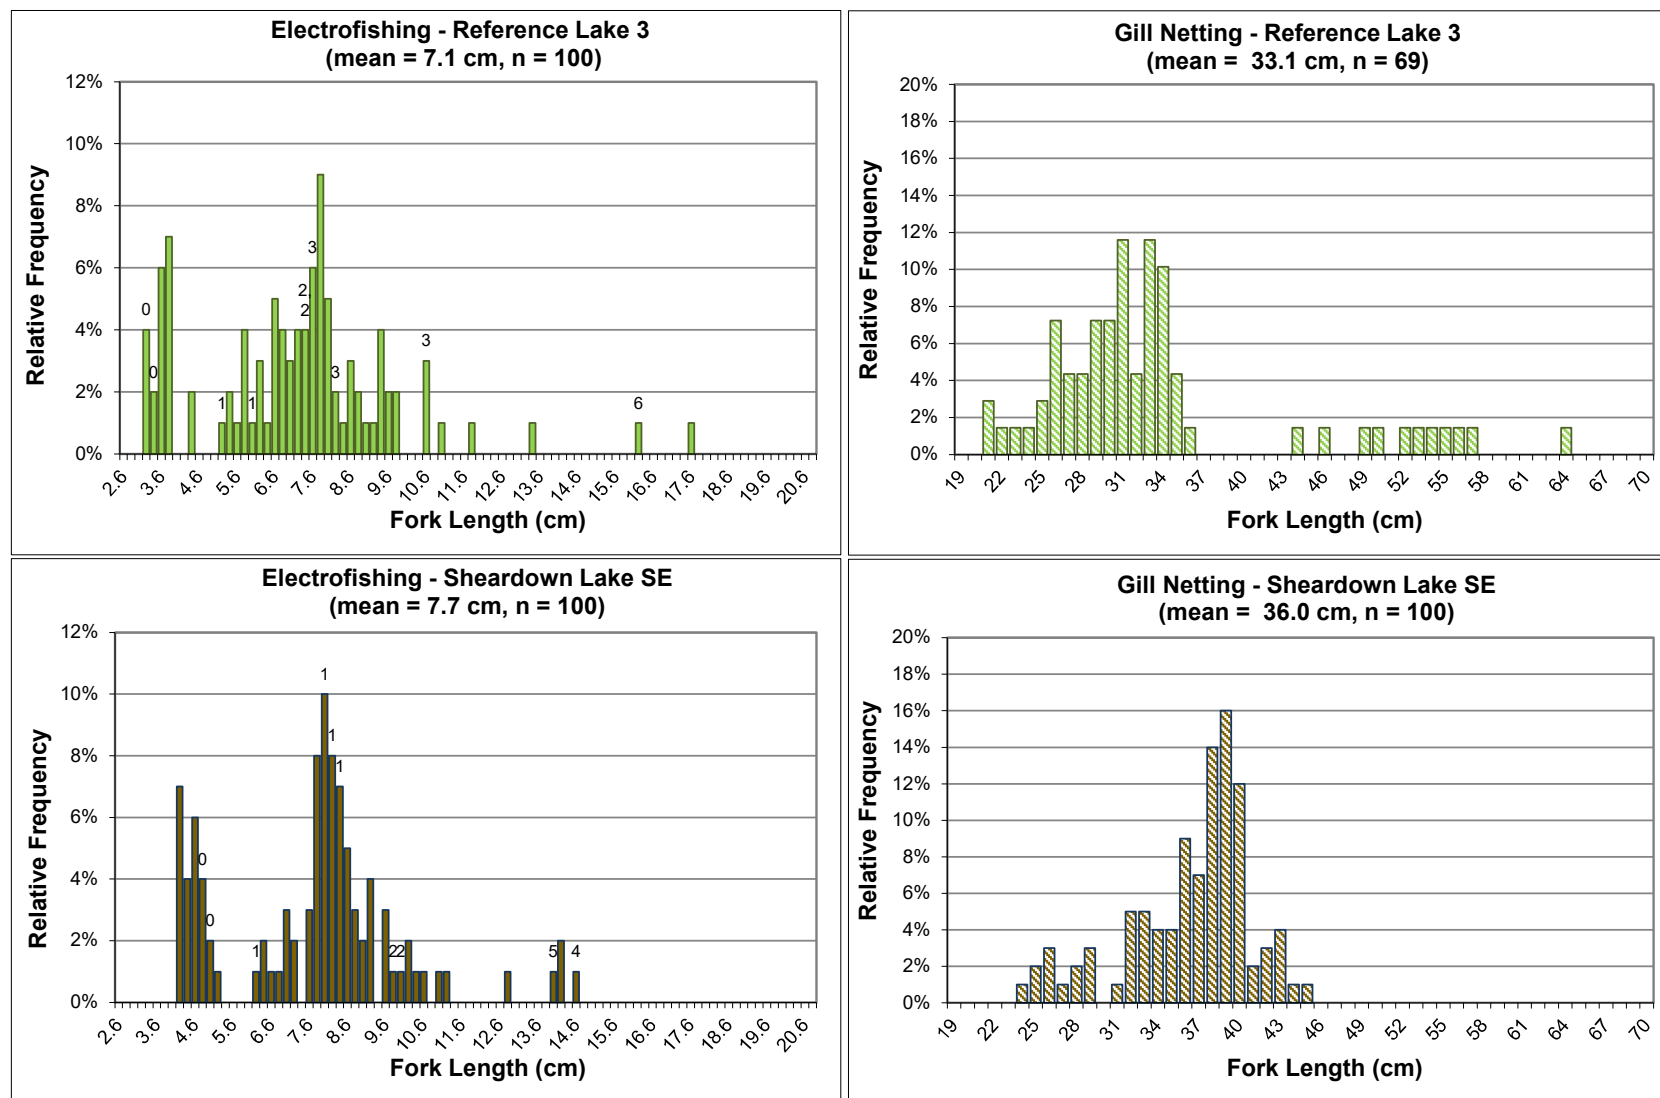 Electrofishing - Reference Lake 3
(mean = 7.1 cm, n = 100)
12%
10%
8%
6%
4%
2%
0%
Relative Frequency
0
0
1
1
2,
2
3
3
3
6
2.6 3.6 4.6 5.6 6.6 7.6 8.6 9.6 10.6 11.6 12.6 13.6 14.6 15.6 16.6 17.6 18.6 19.6 20.6
Fork Length (cm)
Gill Netting - Reference Lake 3
(mean = 33.1 cm, n = 69)
20%
18%
16%
14%
12%
10%
8%
6%
4%
2%
0%
Relative Frequency
19 22 25 28 31 34 37 40 43 46 49 52 55 58 61 64 67 70
Fork Length (cm)
Electrofishing - Sheardown Lake SE
(mean = 7.7 cm, n = 100)
12%
10%
8%
6%
4%
2%
0%
Relative Frequency
0
0
1
1
1
1
2
2
5
4
2.6 3.6 4.6 5.6 6.6 7.6 8.6 9.6 10.6 11.6 12.6 13.6 14.6 15.6 16.6 17.6 18.6 19.6 20.6
Fork Length (cm)
Gill Netting - Sheardown Lake SE
(mean = 36.0 cm, n = 100)
20%
18%
16%
14%
12%
10%
8%
6%
4%
2%
0%
Relative Frequency
19 22 25 28 31 34 37 40 43 46 49 52 55 58 61 64 67 70
Fork Length (cm)